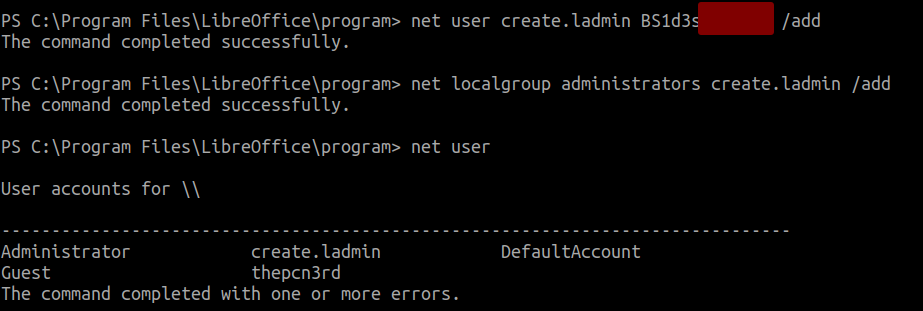 PS C:\Program Files\LibreOffice\program> net user create.ladmin BS1d3s /add
The command completed successfully.
PS C:\Program Files\LibreOffice\program> net localgroup administrators create.ladmin /add
The command completed successfully.
PS C:\Program Files\LibreOffice\program> net user
User accounts for \\
-------------------------------------------------------------------------------
Administrator create.ladmin DefaultAccount
Guest thepcn3rd
The command completed with one or more errors.